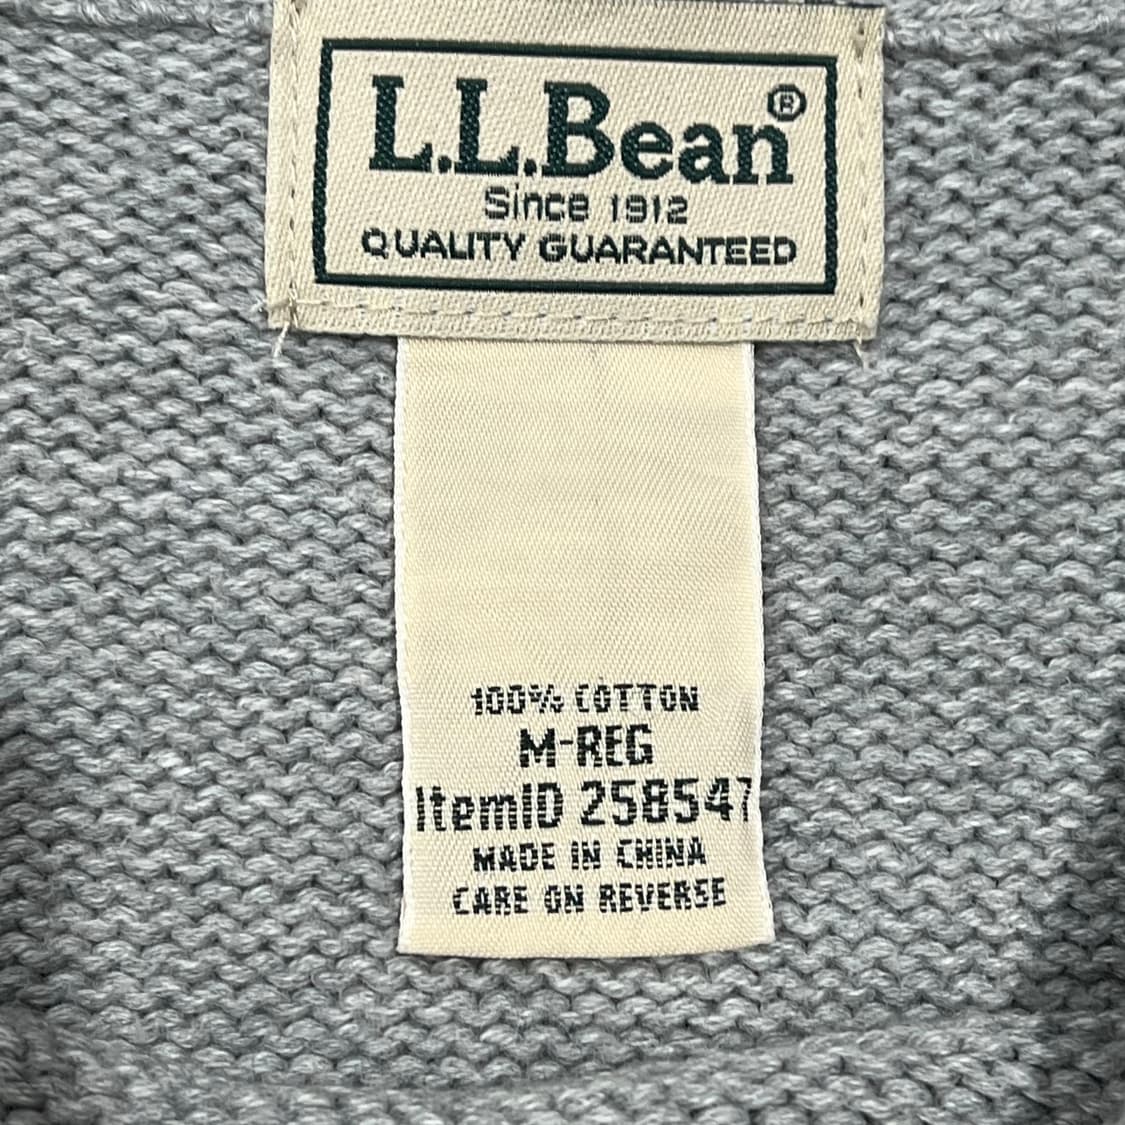 L.L.Bean®
Since 1912
QUALITY GUARANTEED
100% COTTON
M-REG
ItemID 258547
MADE IN CHINA
CARE ON REVERSE